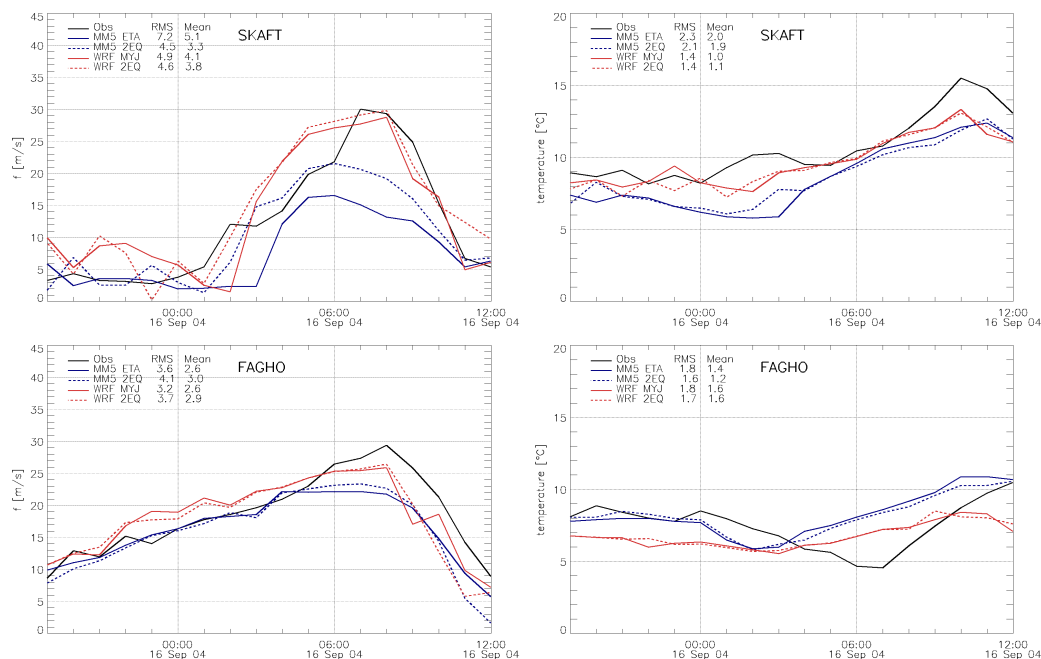 45
40
35
30
25
20
15
10
5
0
f [m/s]
Obs RMS Mean
MM5 ETA 7.2 5.1
MM5 2EQ 4.5 3.3
WRF MYJ 4.9 4.1
WRF 2EQ 4.6 3.8
SKAFT
00:00 06:00 12:00
16 Sep 04 16 Sep 04 16 Sep 04
20
15
10
5
0
temperature [°C]
Obs RMS Mean
MM5 ETA 2.3 2.0
MM5 2EQ 2.1 1.9
WRF MYJ 1.4 1.0
WRF 2EQ 1.4 1.1
SKAFT
00:00 06:00 12:00
16 Sep 04 16 Sep 04 16 Sep 04
45
40
35
30
25
20
15
10
5
0
f [m/s]
Obs RMS Mean
MM5 ETA 3.6 2.6
MM5 2EQ 4.1 3.0
WRF MYJ 3.2 2.6
WRF 2EQ 3.7 2.9
FAGHO
00:00 06:00 12:00
16 Sep 04 16 Sep 04 16 Sep 04
20
15
10
5
0
temperature [°C]
Obs RMS Mean
MM5 ETA 1.8 1.4
MM5 2EQ 1.6 1.2
WRF MYJ 1.8 1.6
WRF 2EQ 1.7 1.6
FAGHO
00:00 06:00 12:00
16 Sep 04 16 Sep 04 16 Sep 04